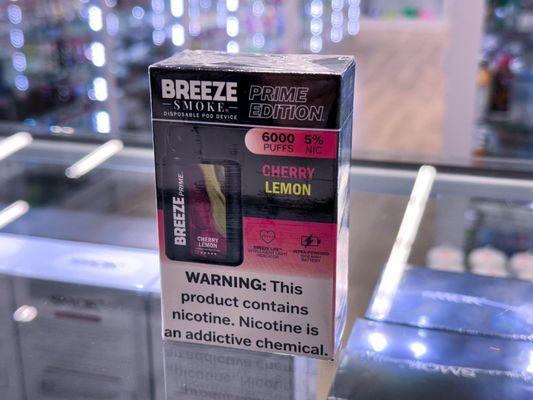 BREEZE
SMOKE
DISPOSABLE POD DEVICE
PRIME
EDITION
6000
PUFFS
5%
NIC
CHERRY
LEMON
BREEZE PRIME
CHERRY
LEMON
WARNING: This
product contains
nicotine. Nicotine is
an addictive chemical.
SMOK